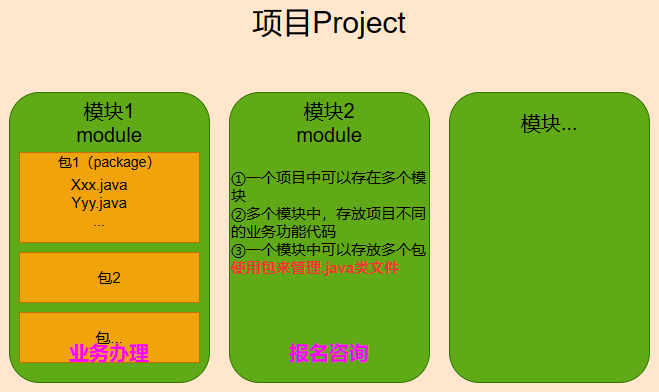 项目Project
模块1
module
包1（package）
Xxx.java
Yyy.java
...
包2
包...
业务办理
模块2
module
①一个项目中可以存在多个模
块
②多个模块中，存放项目不同
的业务功能代码
③一个模块中可以存放多个包
使用包来管理.java类文件
报名咨询
模块...